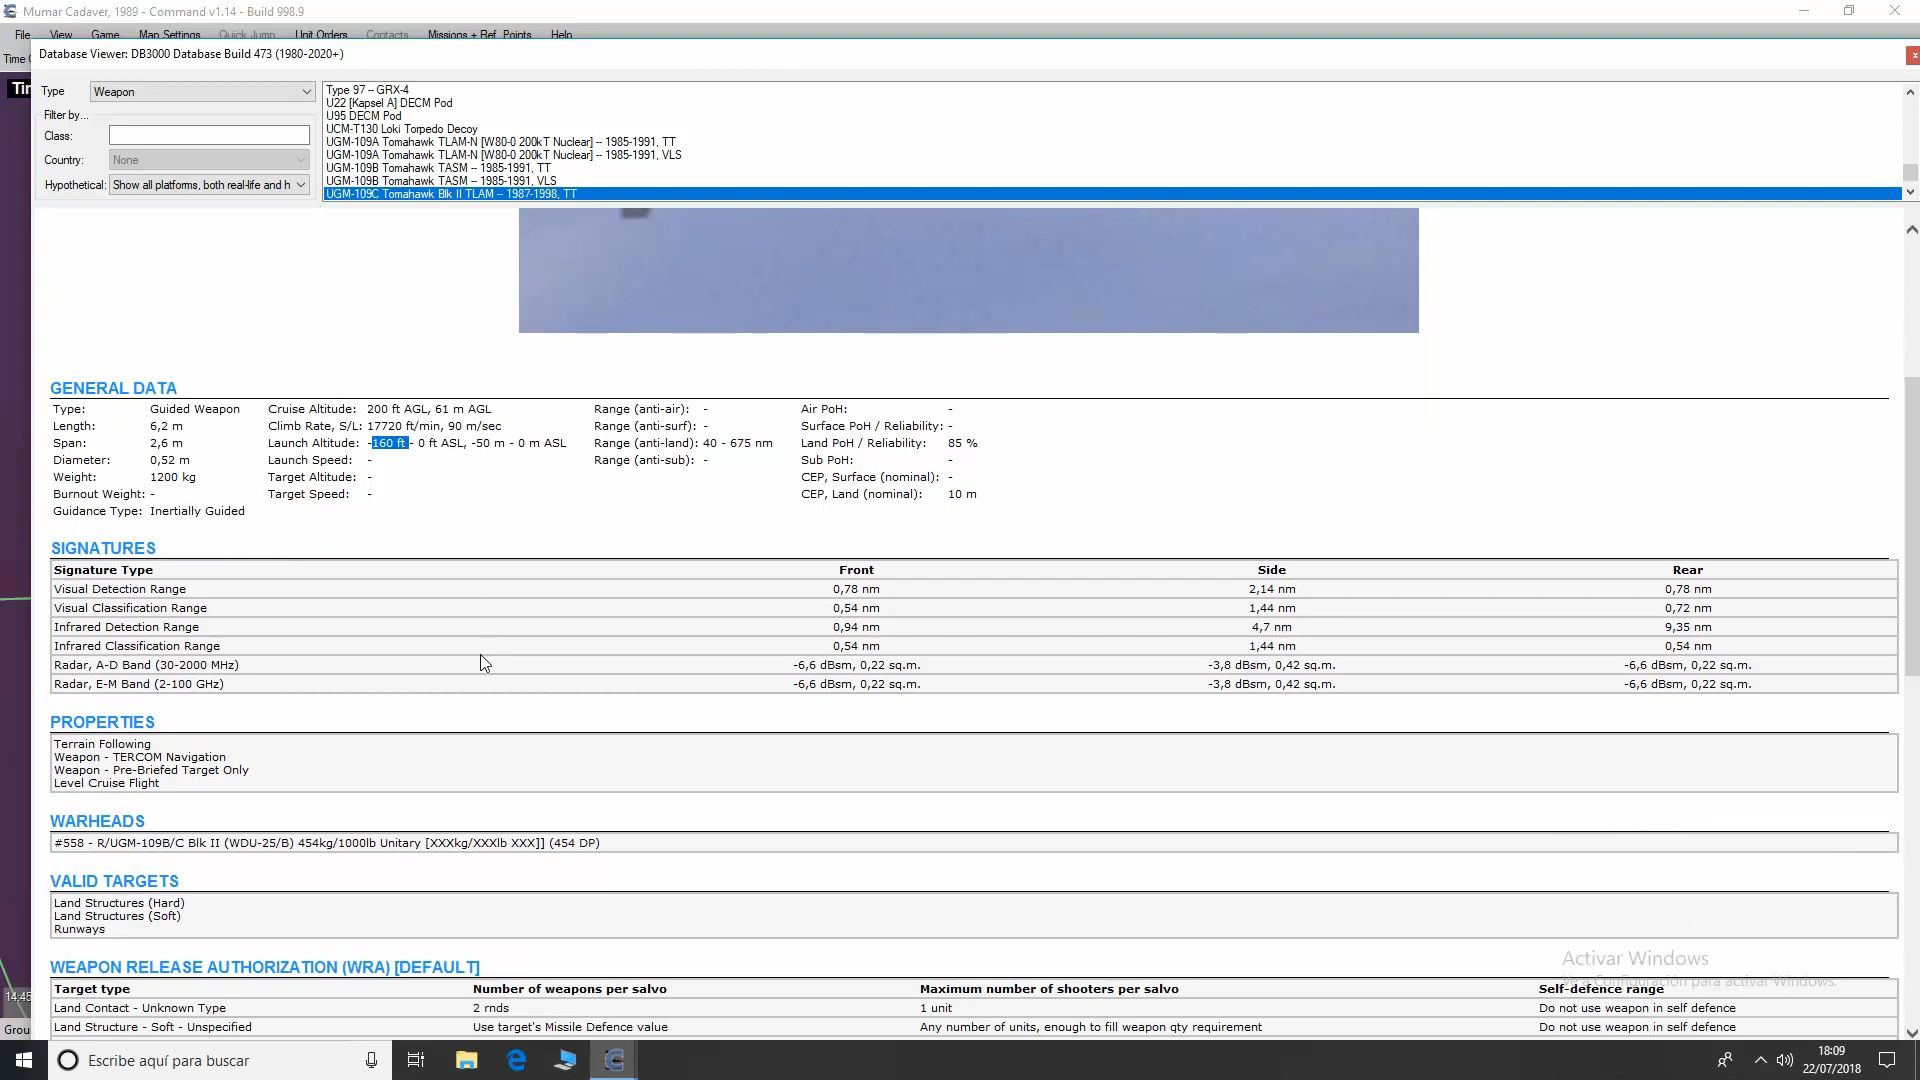 Mumar Cadaver, 1989 - Command v1.14 - Build 998.9
File View Game Map Settings Quick Jump Unit Orders Contacts Missions + Ref. Points Help
Database Viewer: DB3000 Database Build 473 (1980-2020+)
Time
Type Weapon
Filter by...
Class:
Country: None
Hypothetical: Show all platforms, both real-life and h
Type 97 -- GRX-4
U22 [Kapsel A] DECM Pod
U95 DECM Pod
UCM-T130 Loki Torpedo Decoy
UGM-109A Tomahawk TLAM-N [W80-0 200kT Nuclear] -- 1985-1991, TT
UGM-109A Tomahawk TLAM-N [W80-0 200kT Nuclear] -- 1985-1991, VLS
UGM-109B Tomahawk TASM -- 1985-1991, TT
UGM-109B Tomahawk TASM -- 1985-1991, VLS
UGM-109C Tomahawk Blk II TLAM -- 1987-1998, TT
GENERAL DATA
Type: Guided Weapon Cruise Altitude: 200 ft AGL, 61 m AGL Range (anti-air): - Air PoH: -
Length: 6,2 m Climb Rate, S/L: 17720 ft/min, 90 m/sec Range (anti-surf): - Surface PoH / Reliability: -
Span: 2,6 m Launch Altitude: -160 ft - 0 ft ASL, -50 m - 0 m ASL Range (anti-land): 40 - 675 nm Land PoH / Reliability: 85 %
Diameter: 0,52 m Launch Speed: - Range (anti-sub): - Sub PoH: -
Weight: 1200 kg Target Altitude: - CEP, Surface (nominal): -
Burnout Weight: - Target Speed: - CEP, Land (nominal): 10 m
Guidance Type: Inertially Guided
SIGNATURES
Signature Type Front Side Rear
Visual Detection Range 0,78 nm 2,14 nm 0,78 nm
Visual Classification Range 0,54 nm 1,44 nm 0,72 nm
Infrared Detection Range 0,94 nm 4,7 nm 9,35 nm
Infrared Classification Range 0,54 nm 1,44 nm 0,54 nm
Radar, A-D Band (30-2000 MHz) -6,6 dBsm, 0,22 sq.m. -3,8 dBsm, 0,42 sq.m. -6,6 dBsm, 0,22 sq.m.
Radar, E-M Band (2-100 GHz) -6,6 dBsm, 0,22 sq.m. -3,8 dBsm, 0,42 sq.m. -6,6 dBsm, 0,22 sq.m.
PROPERTIES
Terrain Following
Weapon - TERCOM Navigation
Weapon - Pre-Briefed Target Only
Level Cruise Flight
WARHEADS
#558 - R/UGM-109B/C Blk II (WDU-25/B) 454kg/1000lb Unitary [XXXkg/XXXlb XXX]] (454 DP)
VALID TARGETS
Land Structures (Hard)
Land Structures (Soft)
Runways
WEAPON RELEASE AUTHORIZATION (WRA) [DEFAULT]
Target type Number of weapons per salvo Maximum number of shooters per salvo Self-defence range
Land Contact - Unknown Type 2 rnds 1 unit Do not use weapon in self defence
Land Structure - Soft - Unspecified Use target's Missile Defence value Any number of units, enough to fill weapon qty requirement Do not use weapon in self defence
Activar Windows
Ve a Configuración para activar Windows.
14:45
Grou
Escribe aquí para buscar
18:09
22/07/2018